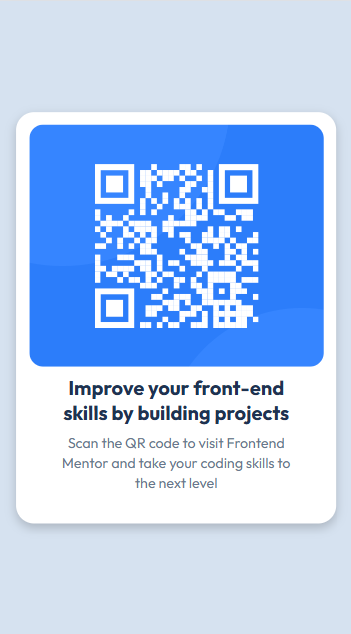 Improve your front-end
skills by building projects
Scan the QR code to visit Frontend
Mentor and take your coding skills to
the next level